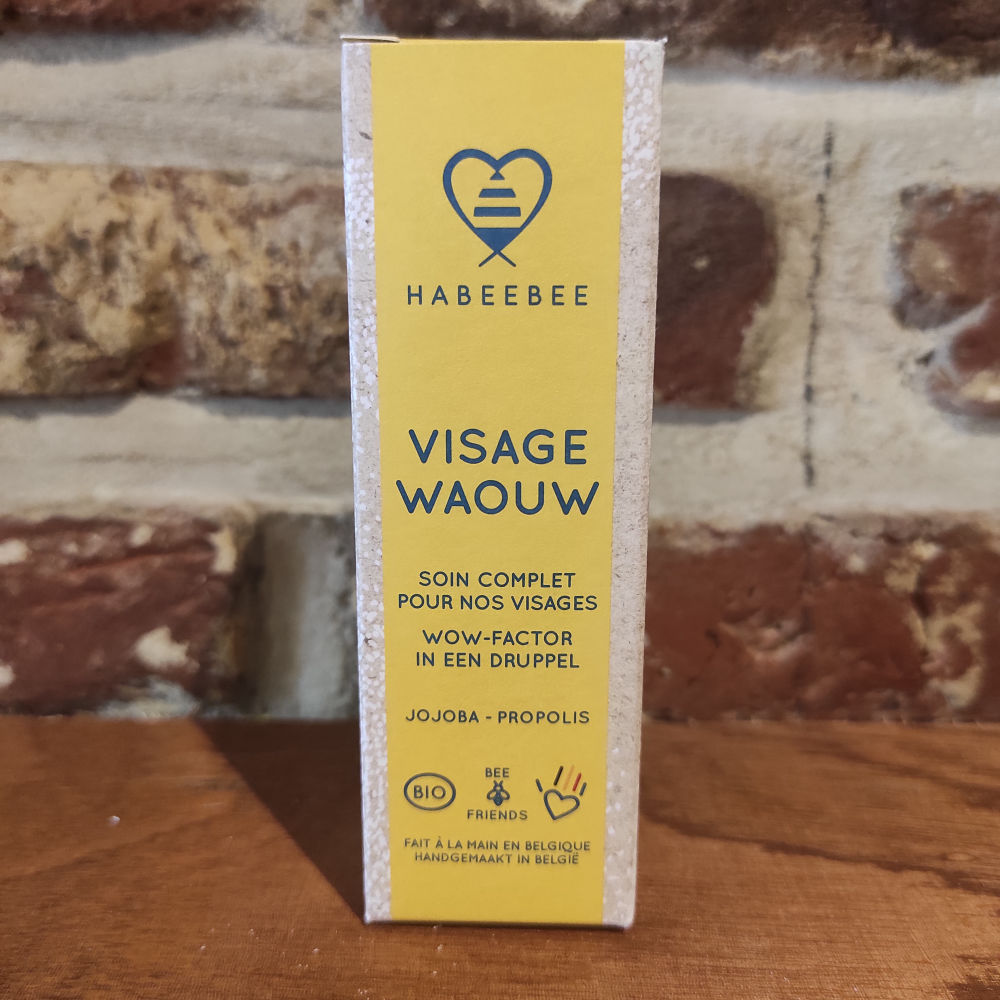 HABEEBEE
VISAGE
WAOUW
SOIN COMPLET
POUR NOS VISAGES
WOW-FACTOR
IN EEN DRUPPEL
JOJOBA - PROPOLIS
BIO
BEE
FRIENDS
FAIT À LA MAIN EN BELGIQUE
HANDGEMAAKT IN BELGIË